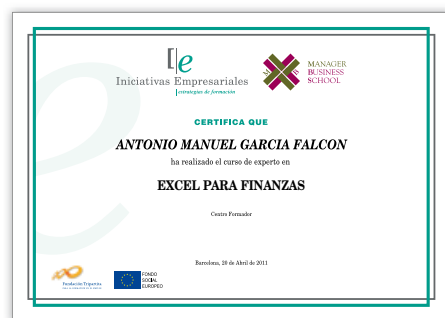 [e
Iniciativas Empresariales
estrategias de formación
M B
MANAGER
BUSINESS
SCHOOL
CERTIFICA QUE
ANTONIO MANUEL GARCIA FALCON
ha realizado el curso de experto en
EXCEL PARA FINANZAS
Centro Formador
Barcelona, 20 de Abril de 2011
Fundación Tripartita
FONDO
SOCIAL
EUROPEO